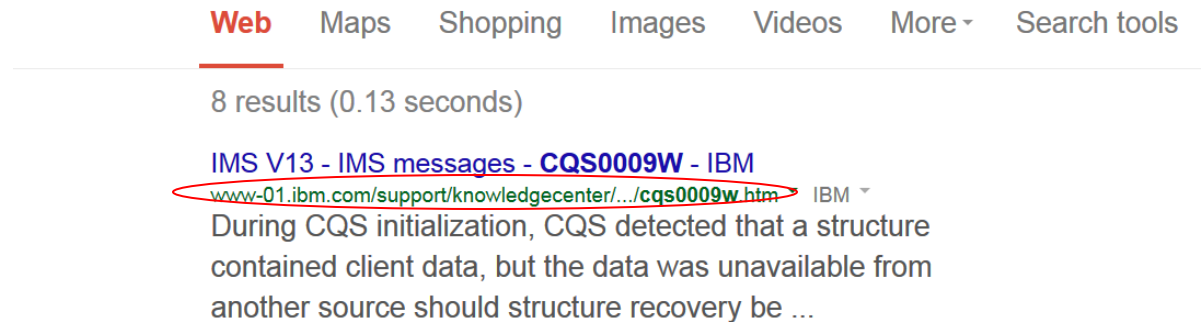 Web Maps Shopping Images Videos More Search tools
8 results (0.13 seconds)
IMS V13 - IMS messages - CQS0009W - IBM
www-01.ibm.com/support/knowledgecenter/.../cqs0009w.htm IBM
During CQS initialization, CQS detected that a structure
contained client data, but the data was unavailable from
another source should structure recovery be ...